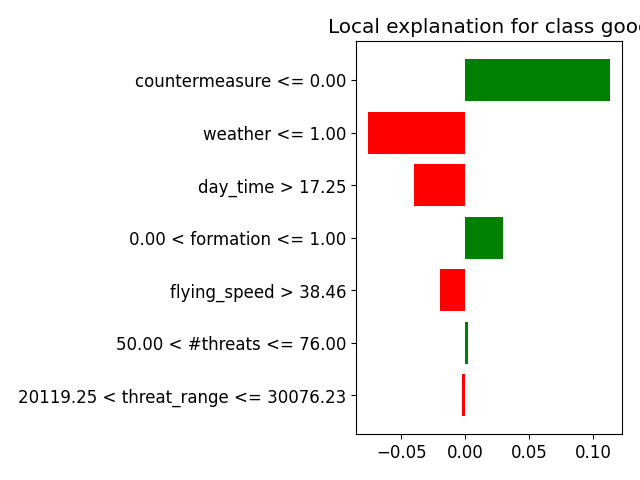 Local explanation for class goo
countermeasure <= 0.00
weather <= 1.00
day_time > 17.25
0.00 < formation <= 1.00
flying_speed > 38.46
50.00 < #threats <= 76.00
20119.25 < threat_range <= 30076.23
−0.05 0.00 0.05 0.10